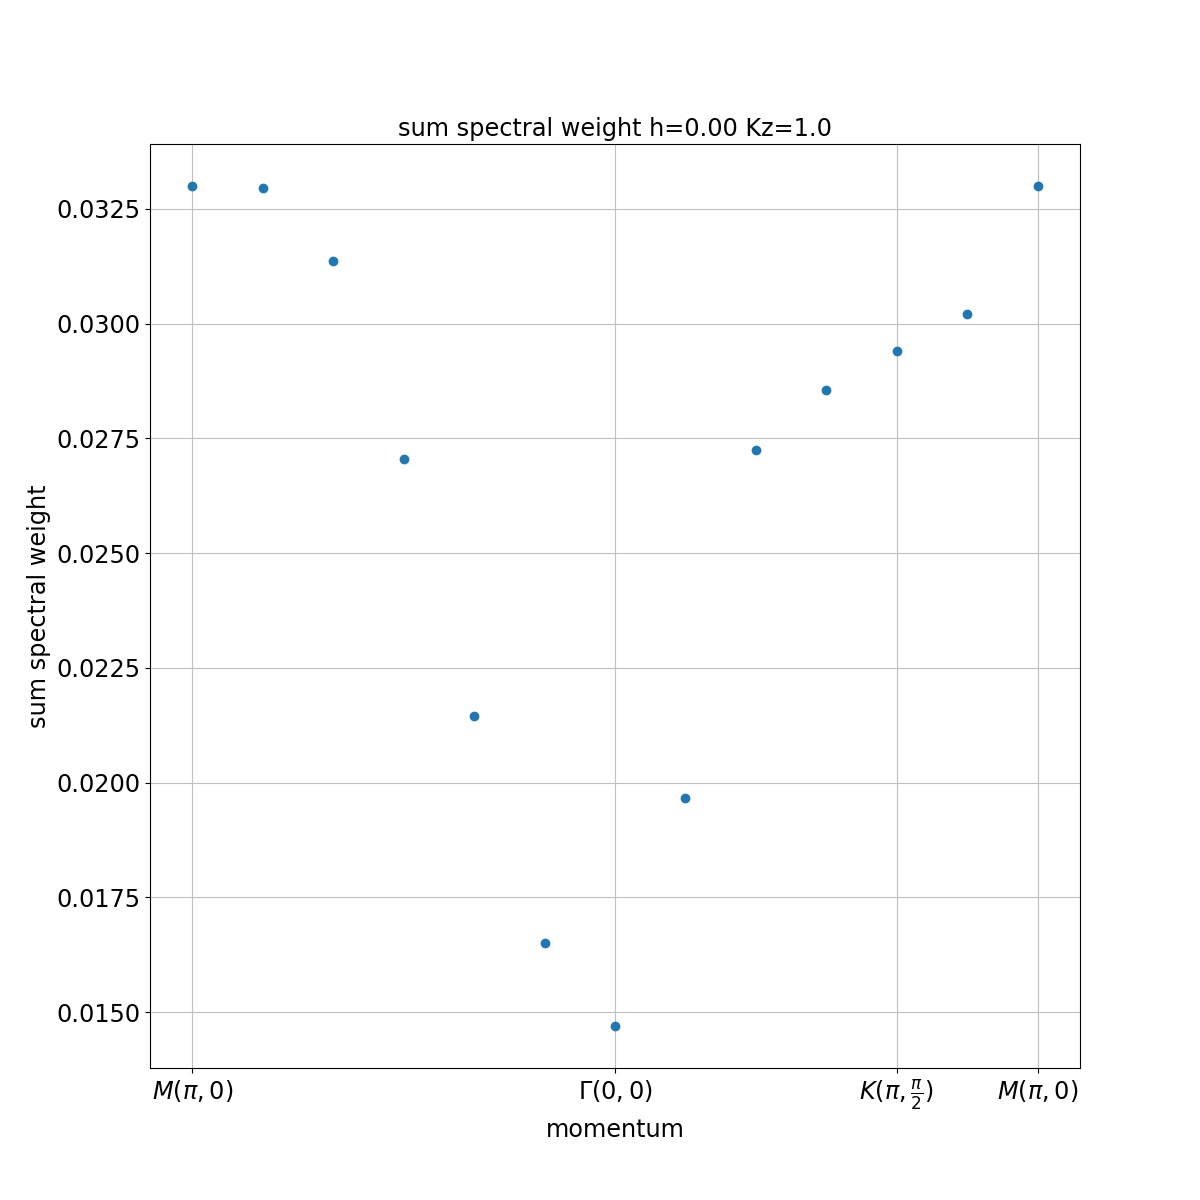 sum spectral weight h=0.00 Kz=1.0
sum spectral weight
0.0325
0.0300
0.0275
0.0250
0.0225
0.0200
0.0175
0.0150
M(π, 0)
Γ(0, 0)
K(π, π/2)
M(π, 0)
momentum